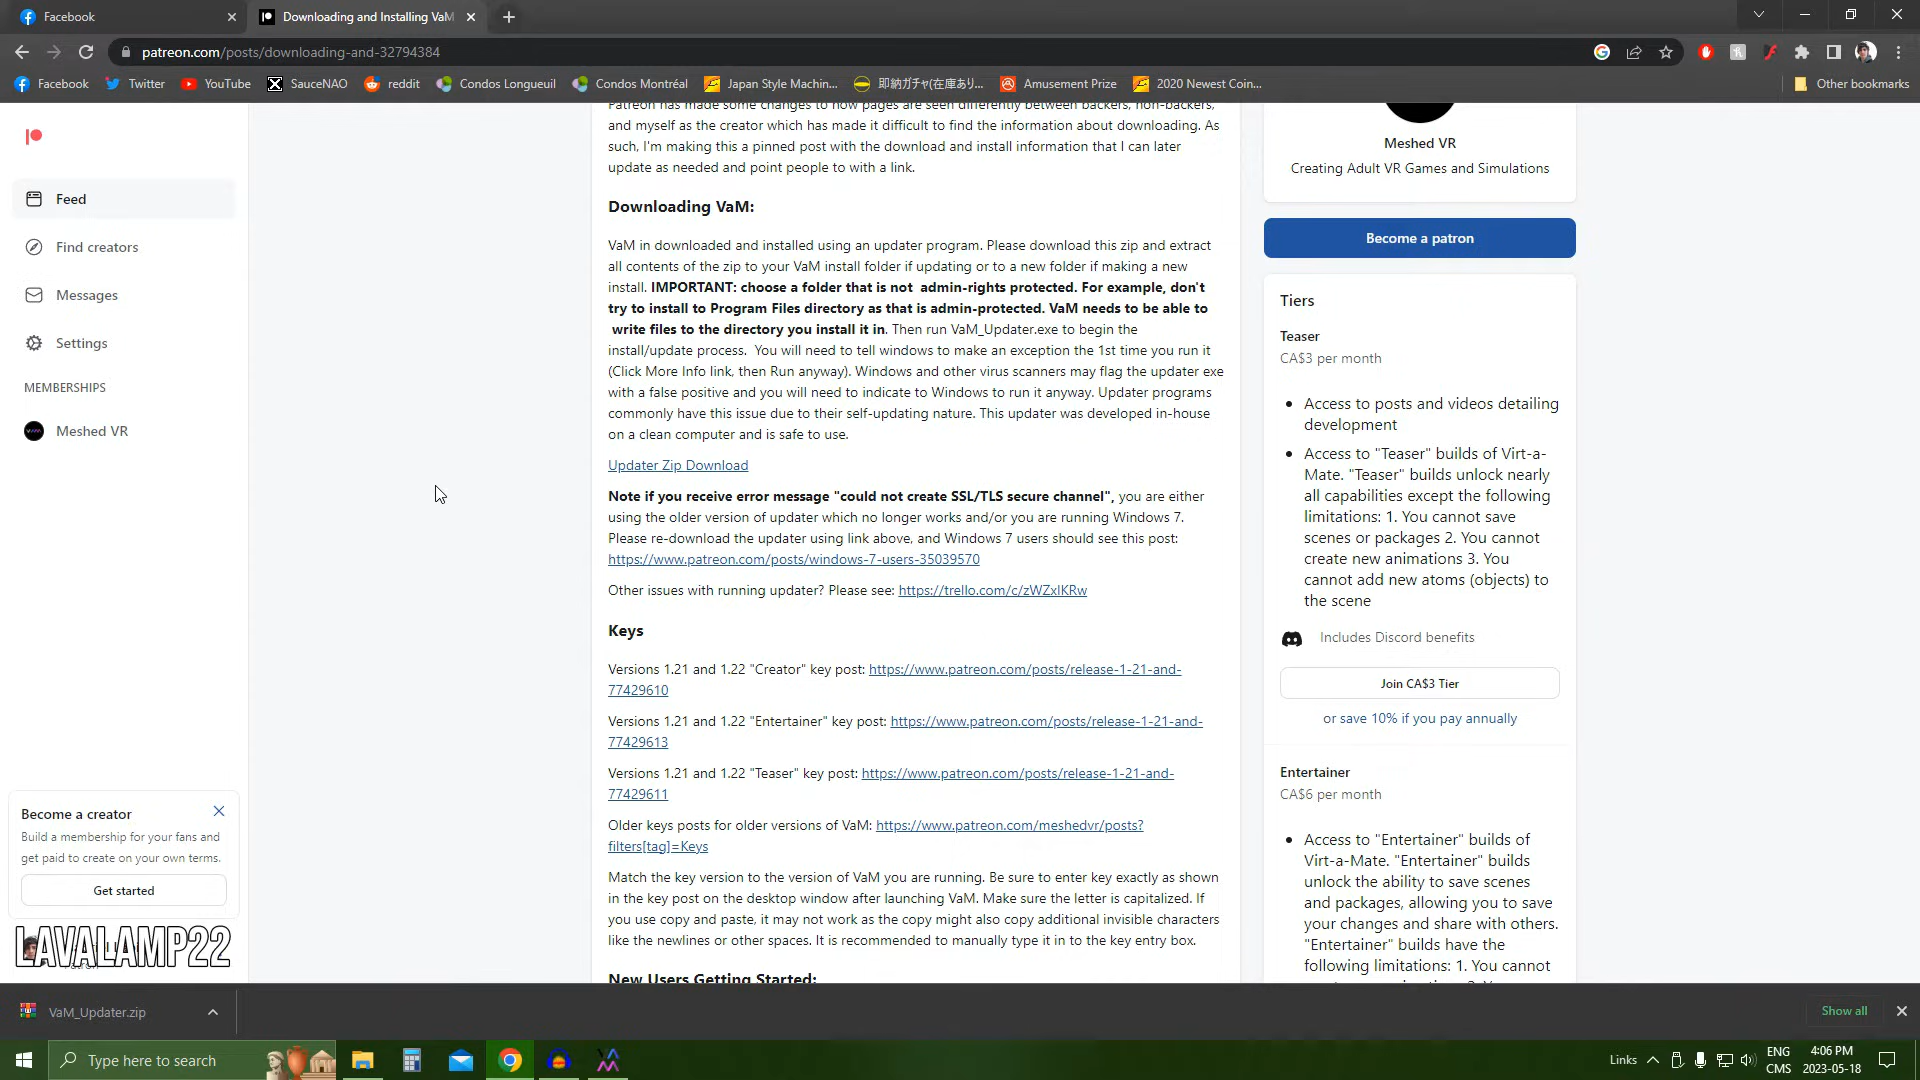 Facebook
Downloading and Installing VaM
patreon.com/posts/downloading-and-32794384
Facebook
Twitter
YouTube
SauceNAO
reddit
Condos Longueuil
Condos Montréal
Japan Style Machin...
即納ガチャ(在庫あり...
Amusement Prize
2020 Newest Coin...
Other bookmarks
Feed
Find creators
Messages
Settings
MEMBERSHIPS
Meshed VR
Become a creator
Build a membership for your fans and
get paid to create on your own terms.
Get started
LAVALAMP22
Patreon has made some changes to how pages are seen differently between backers, non-backers,
and myself as the creator which has made it difficult to find the information about downloading. As
such, I'm making this a pinned post with the download and install information that I can later
update as needed and point people to with a link.
Downloading VaM:
VaM in downloaded and installed using an updater program. Please download this zip and extract
all contents of the zip to your VaM install folder if updating or to a new folder if making a new
install. IMPORTANT: choose a folder that is not admin-rights protected. For example, don't
try to install to Program Files directory as that is admin-protected. VaM needs to be able to
write files to the directory you install it in. Then run VaM_Updater.exe to begin the
install/update process. You will need to tell windows to make an exception the 1st time you run it
(Click More Info link, then Run anyway). Windows and other virus scanners may flag the updater exe
with a false positive and you will need to indicate to Windows to run it anyway. Updater programs
commonly have this issue due to their self-updating nature. This updater was developed in-house
on a clean computer and is safe to use.
Updater Zip Download
Note if you receive error message "could not create SSL/TLS secure channel", you are either
using the older version of updater which no longer works and/or you are running Windows 7.
Please re-download the updater using link above, and Windows 7 users should see this post:
https://www.patreon.com/posts/windows-7-users-35039570
Other issues with running updater? Please see: https://trello.com/c/zWZxIKRw
Keys
Versions 1.21 and 1.22 "Creator" key post: https://www.patreon.com/posts/release-1-21-and-
77429610
Versions 1.21 and 1.22 "Entertainer" key post: https://www.patreon.com/posts/release-1-21-and-
77429613
Versions 1.21 and 1.22 "Teaser" key post: https://www.patreon.com/posts/release-1-21-and-
77429611
Older keys posts for older versions of VaM: https://www.patreon.com/meshedvr/posts?
filters[tag]=Keys
Match the key version to the version of VaM you are running. Be sure to enter key exactly as shown
in the key post on the desktop window after launching VaM. Make sure the letter is capitalized. If
you use copy and paste, it may not work as the copy might also copy additional invisible characters
like the newlines or other spaces. It is recommended to manually type it in to the key entry box.
New Users Getting Started:
Meshed VR
Creating Adult VR Games and Simulations
Become a patron
Tiers
Teaser
CA$3 per month
Access to posts and videos detailing
development
Access to "Teaser" builds of Virt-a-
Mate. "Teaser" builds unlock nearly
all capabilities except the following
limitations: 1. You cannot save
scenes or packages 2. You cannot
create new animations 3. You
cannot add new atoms (objects) to
the scene
Includes Discord benefits
Join CA$3 Tier
or save 10% if you pay annually
Entertainer
CA$6 per month
Access to "Entertainer" builds of
Virt-a-Mate. "Entertainer" builds
unlock the ability to save scenes
and packages, allowing you to save
your changes and share with others.
"Entertainer" builds have the
following limitations: 1. You cannot
VaM_Updater.zip
Show all
Type here to search
Links
ENG
CMS
4:06 PM
2023-05-18